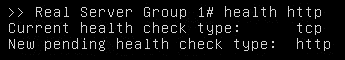 >> Real Server Group 1# health http
Current health check type:      tcp
New pending health check type:  http